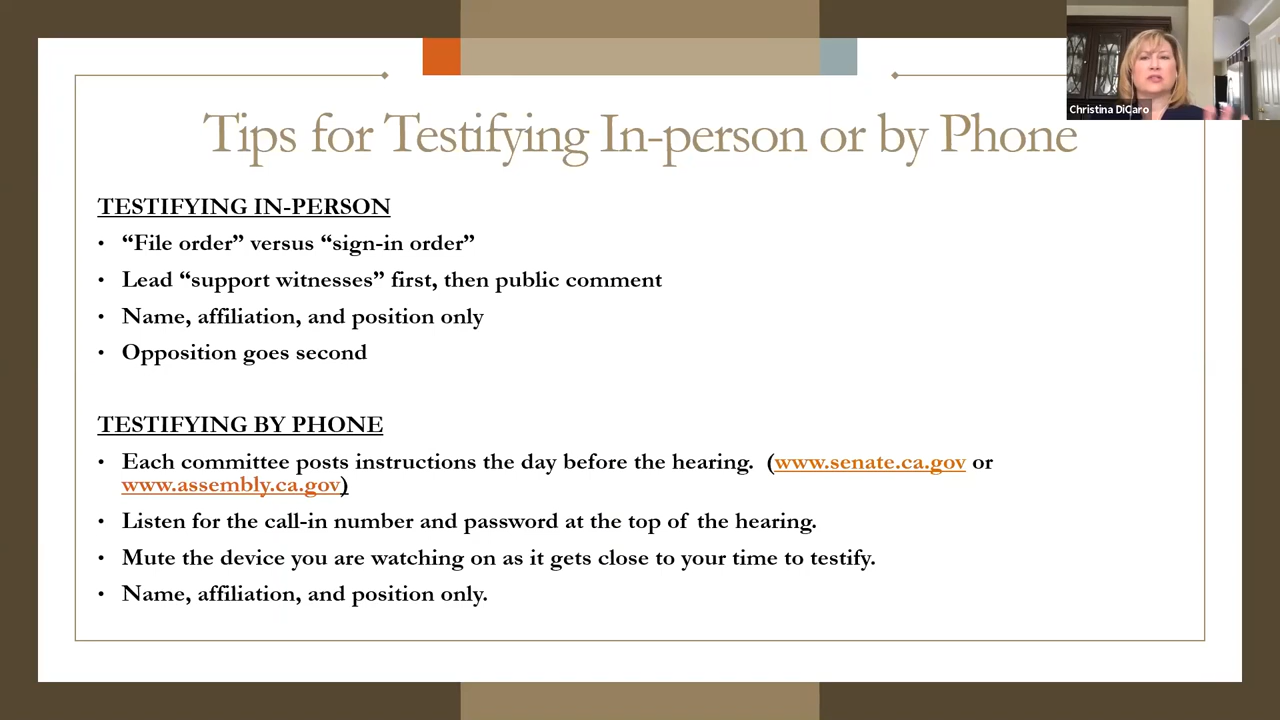 Christina DiCaro
Tips for Testifying In-person or by Phone
TESTIFYING IN-PERSON
• “File order” versus “sign-in order”
• Lead “support witnesses” first, then public comment
• Name, affiliation, and position only
• Opposition goes second
TESTIFYING BY PHONE
• Each committee posts instructions the day before the hearing. (www.senate.ca.gov or
www.assembly.ca.gov)
• Listen for the call-in number and password at the top of the hearing.
• Mute the device you are watching on as it gets close to your time to testify.
• Name, affiliation, and position only.